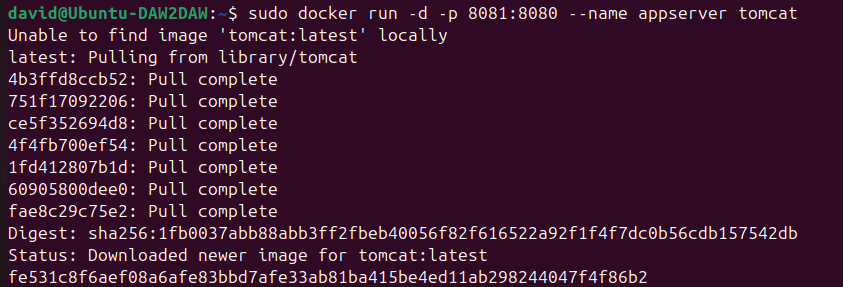 david@Ubuntu-DAW2DAW:~$ sudo docker run -d -p 8081:8080 --name appserver tomcat
Unable to find image 'tomcat:latest' locally
latest: Pulling from library/tomcat
4b3ffd8ccb52: Pull complete
751f17092206: Pull complete
ce5f352694d8: Pull complete
4f4fb700ef54: Pull complete
1fd412807b1d: Pull complete
60905800dee0: Pull complete
fae8c29c75e2: Pull complete
Digest: sha256:1fb0037abb88abb3ff2fbeb40056f82f616522a92f1f4f7dc0b56cdb157542db
Status: Downloaded newer image for tomcat:latest
fe531c8f6aef08a6afe83bbd7afe33ab81ba415be4ed11ab298244047f4f86b2